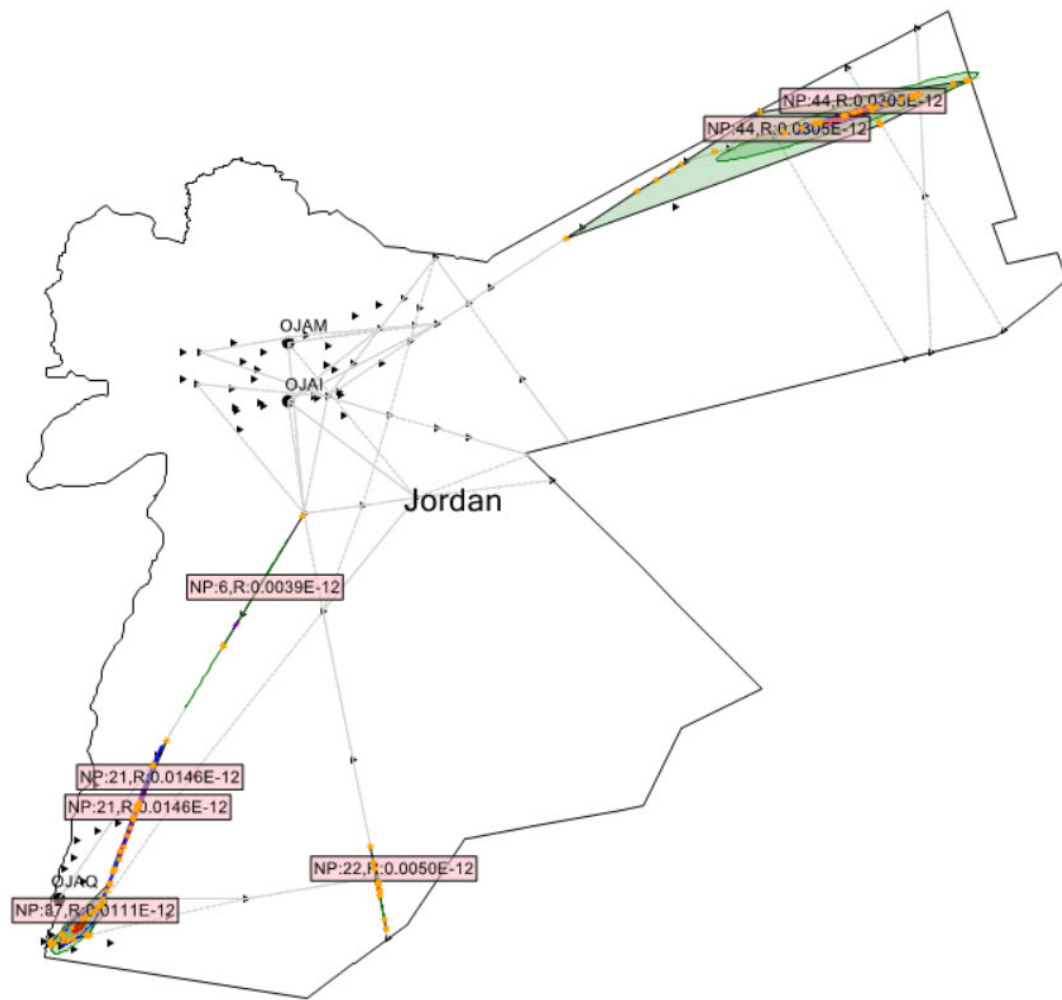 NP:44,R:0.0305E-12
NP:44,R:0.0305E-12
OJAM
OJAI
Jordan
NP:6,R:0.0039E-12
NP:21,R:0.0146E-12
NP:21,R:0.0146E-12
NP:22,R:0.0050E-12
OJAQ
NP:37,R:0.0111E-12